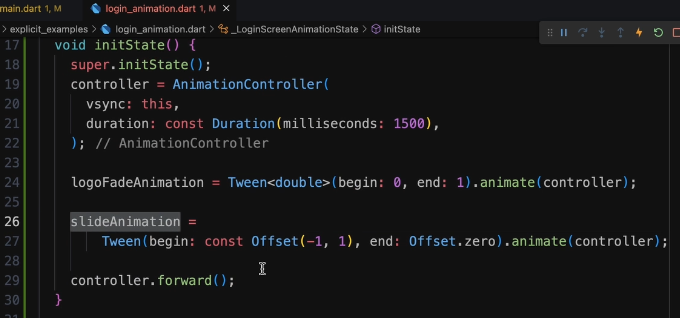 main.dart 1, M
login_animation.dart 1, M
explicit_examples > login_animation.dart > _LoginScreenAnimationState > initState
17 void initState() {
18 super.initState();
19 controller = AnimationController(
20 vsync: this,
21 duration: const Duration(milliseconds: 1500),
22 ); // AnimationController
23
24 logoFadeAnimation = Tween<double>(begin: 0, end: 1).animate(controller);
25
26 slideAnimation =
27 Tween(begin: const Offset(-1, 1), end: Offset.zero).animate(controller);
28
29 controller.forward();
30 }
31